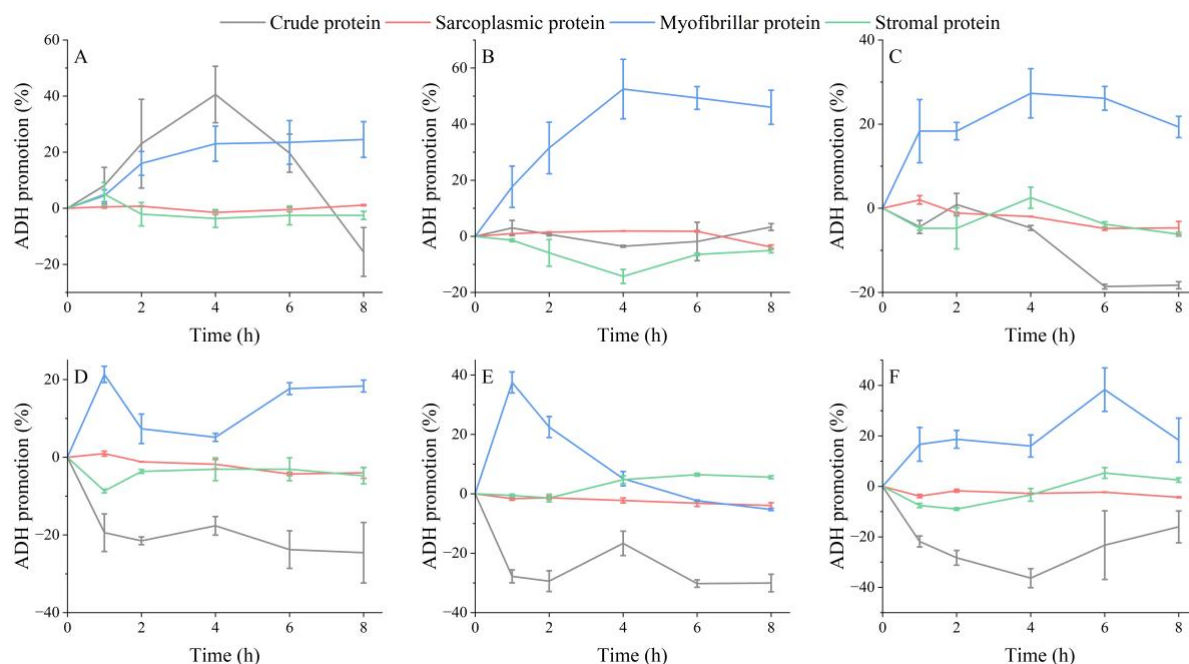 Crude protein Sarcoplasmic protein Myofibrillar protein Stromal protein
A
ADH promotion (%)
60
40
20
0
−20
0 2 4 6 8
Time (h)
B
ADH promotion (%)
60
40
20
0
−20
0 2 4 6 8
Time (h)
C
ADH promotion (%)
40
20
0
−20
0 2 4 6 8
Time (h)
D
ADH promotion (%)
20
0
−20
−40
0 2 4 6 8
Time (h)
E
ADH promotion (%)
40
20
0
−20
−40
0 2 4 6 8
Time (h)
F
ADH promotion (%)
40
20
0
−20
−40
0 2 4 6 8
Time (h)